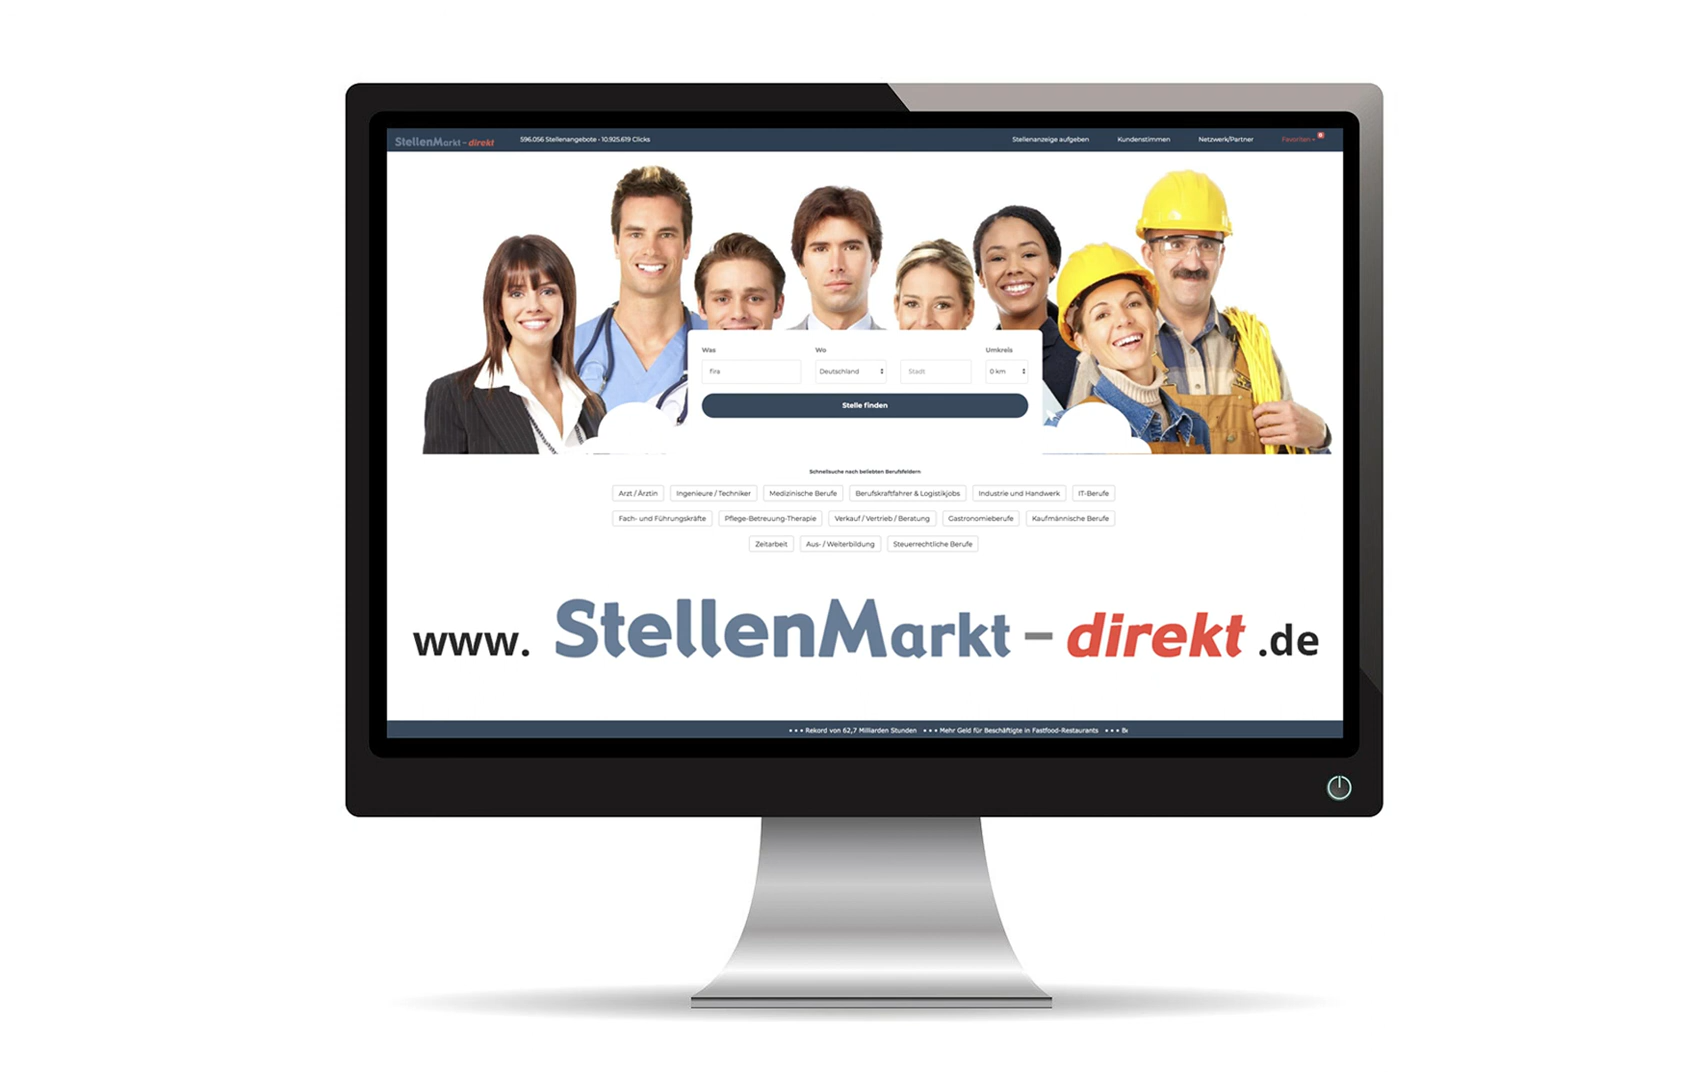 StellenMarkt - direkt 596.056 Stellenangebote • 10.925.619 Clicks Stellenanzeige aufgeben Kundenstimmen Netzwerk/Partner Favoriten
Was Wo Umkreis
fira Deutschland Stadt 0 km
Stelle finden
Schnellsuche nach beliebten Berufsfeldern
Arzt / Ärztin Ingenieure / Techniker Medizinische Berufe Berufskraftfahrer & Logistikjobs Industrie und Handwerk IT-Berufe
Fach- und Führungskräfte Pflege-Betreuung-Therapie Verkauf / Vertrieb / Beratung Gastronomieberufe Kaufmännische Berufe
Zeitarbeit Aus- / Weiterbildung Steuerrechtliche Berufe
www. StellenMarkt - direkt .de
• • • Rekord von 62,7 Milliarden Stunden • • • Mehr Geld für Beschäftigte in Fastfood-Restaurants • • •